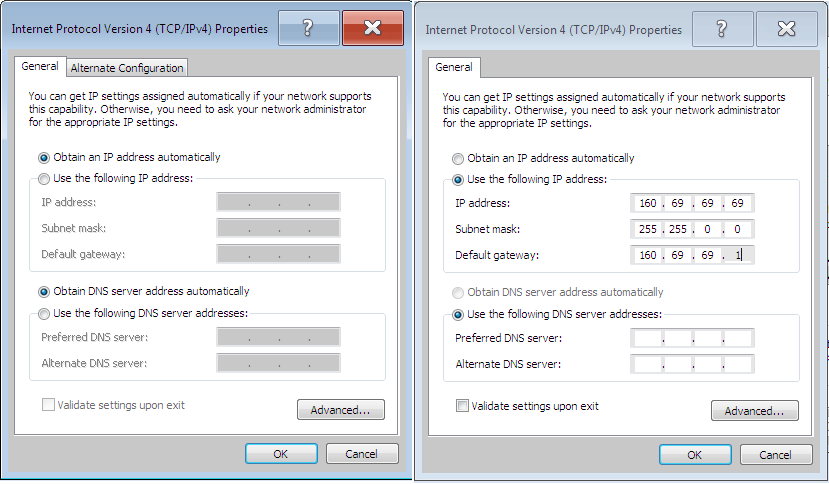 Internet Protocol Version 4 (TCP/IPv4) Properties
?
X
General
Alternate Configuration
You can get IP settings assigned automatically if your network supports
this capability. Otherwise, you need to ask your network administrator
for the appropriate IP settings.
Obtain an IP address automatically
Use the following IP address:
IP address:
. . .
Subnet mask:
. . .
Default gateway:
. . .
Obtain DNS server address automatically
Use the following DNS server addresses:
Preferred DNS server:
. . .
Alternate DNS server:
. . .
Validate settings upon exit
Advanced...
OK
Cancel
Internet Protocol Version 4 (TCP/IPv4) Properties
?
X
General
You can get IP settings assigned automatically if your network supports
this capability. Otherwise, you need to ask your network administrator
for the appropriate IP settings.
Obtain an IP address automatically
Use the following IP address:
IP address:
160 . 69 . 69 . 69
Subnet mask:
255 . 255 . 0 . 0
Default gateway:
160 . 69 . 69 . 1
Obtain DNS server address automatically
Use the following DNS server addresses:
Preferred DNS server:
. . .
Alternate DNS server:
. . .
Validate settings upon exit
Advanced...
OK
Cancel